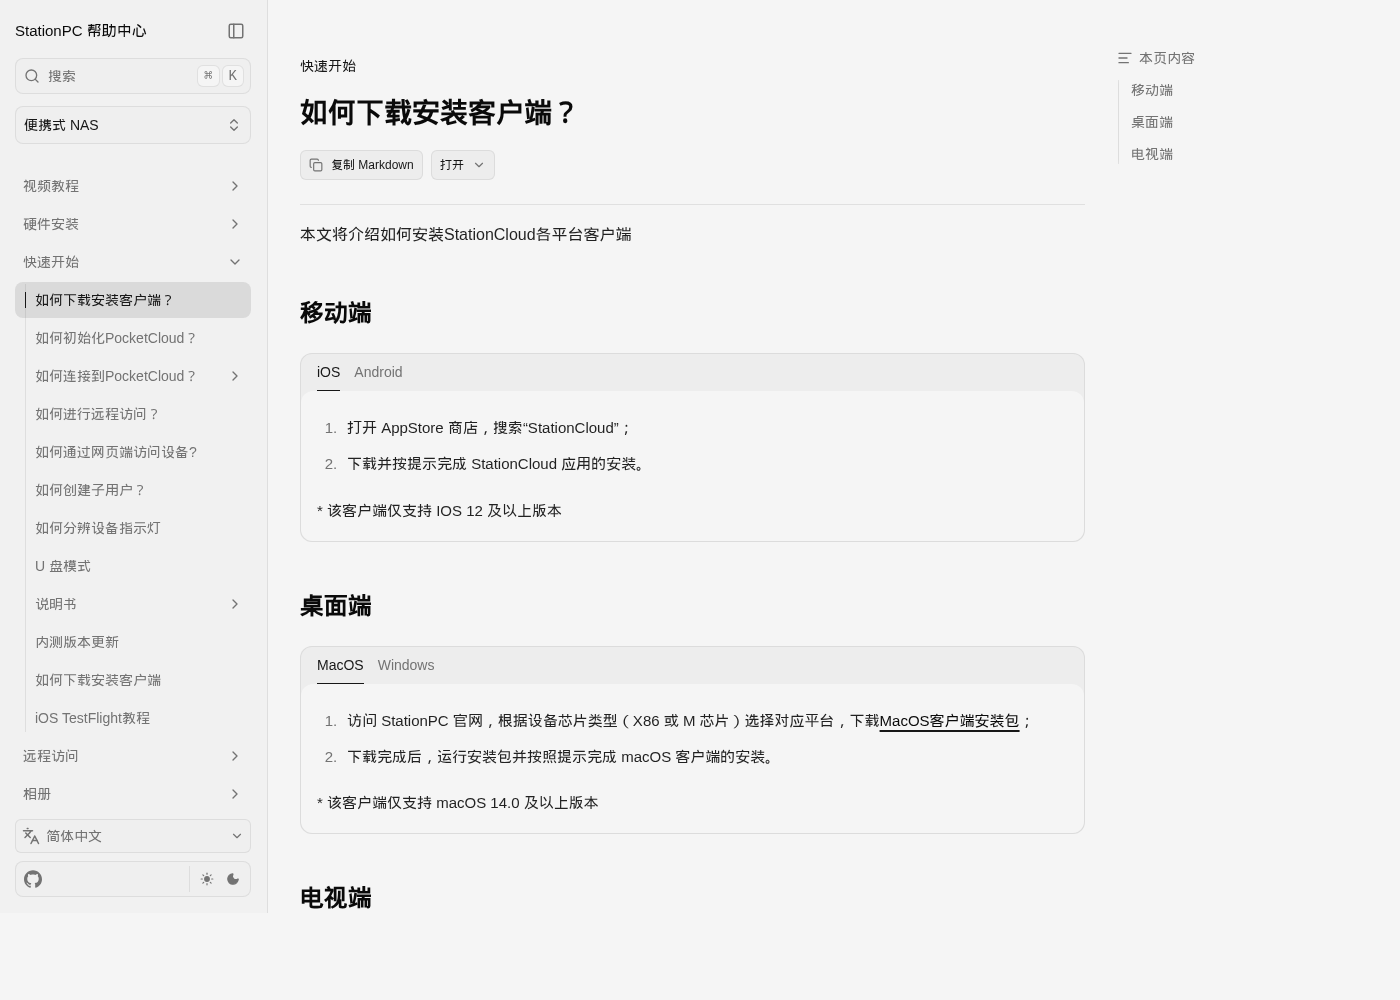 StationPC 帮助中心
搜索 ⌘ K
便携式 NAS
视频教程
硬件安装
快速开始
如何下载安装客户端？
如何初始化PocketCloud？
如何连接到PocketCloud？
如何进行远程访问？
如何通过网页端访问设备?
如何创建子用户？
如何分辨设备指示灯
U 盘模式
说明书
内测版本更新
如何下载安装客户端
iOS TestFlight教程
远程访问
相册
简体中文
快速开始
如何下载安装客户端？
复制 Markdown 打开
本文将介绍如何安装StationCloud各平台客户端
移动端
iOS Android
1. 打开 AppStore 商店，搜索“StationCloud”；
2. 下载并按提示完成 StationCloud 应用的安装。
* 该客户端仅支持 IOS 12 及以上版本
桌面端
MacOS Windows
1. 访问 StationPC 官网，根据设备芯片类型（X86 或 M 芯片）选择对应平台，下载MacOS客户端安装包；
2. 下载完成后，运行安装包并按照提示完成 macOS 客户端的安装。
* 该客户端仅支持 macOS 14.0 及以上版本
电视端
本页内容
移动端
桌面端
电视端